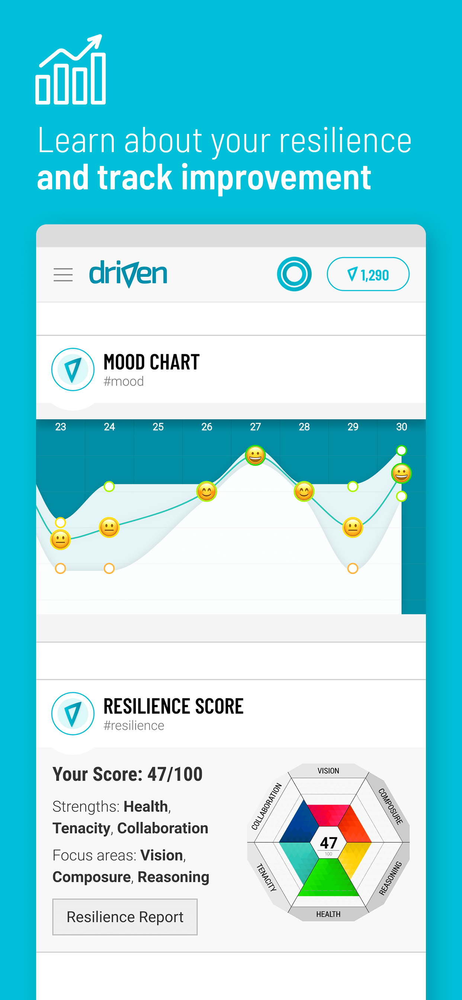 Learn about your resilience
and track improvement
driven
1,290
MOOD CHART
#mood
23 24 25 26 27 28 29 30
RESILIENCE SCORE
#resilience
Your Score: 47/100
Strengths: Health,
Tenacity, Collaboration
Focus areas: Vision,
Composure, Reasoning
Resilience Report
VISION
COLLABORATION
COMPOSURE
47
100
TENACITY
REASONING
HEALTH